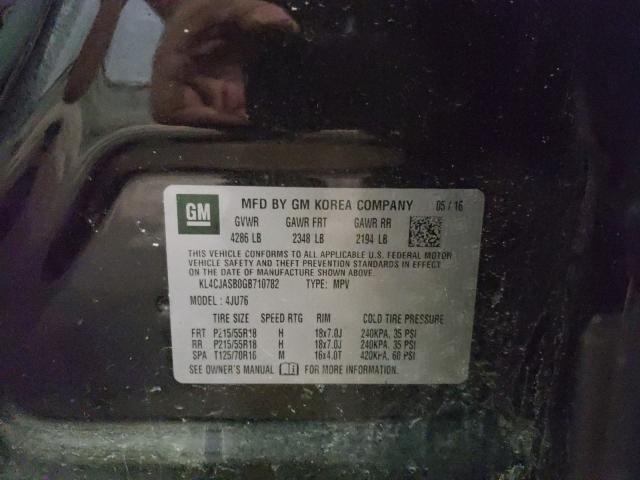 GM MFD BY GM KOREA COMPANY 05 / 16
GVWR GAWR FRT GAWR RR
4286 LB 2348 LB 2194 LB
THIS VEHICLE CONFORMS TO ALL APPLICABLE U.S. FEDERAL MOTOR
VEHICLE SAFETY AND THEFT PREVENTION STANDARDS IN EFFECT
ON THE DATE OF MANUFACTURE SHOWN ABOVE.
KL4CJASB0GB710782 TYPE: MPV
MODEL : 4JU76
TIRE SIZE SPEED RTG RIM COLD TIRE PRESSURE
FRT P215/55R18 H 18x7.0J 240KPA, 35 PSI
RR P215/55R18 H 18x7.0J 240KPA, 35 PSI
SPA T125/70R16 M 16x4.0T 420KPA, 60 PSI
SEE OWNER'S MANUAL FOR MORE INFORMATION.